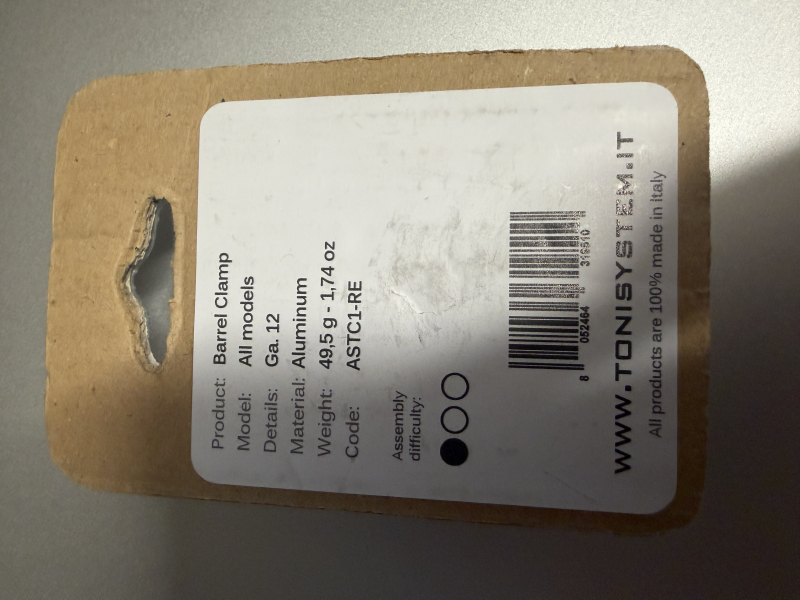 Product: Barrel Clamp
Model: All models
Details: Ga. 12
Material: Aluminum
Weight: 49,5 g - 1,74 oz
Code: ASTC1-RE
Assembly
difficulty:
8 052464
WWW.TONISYSTEM.IT
All products are 100% made in italy